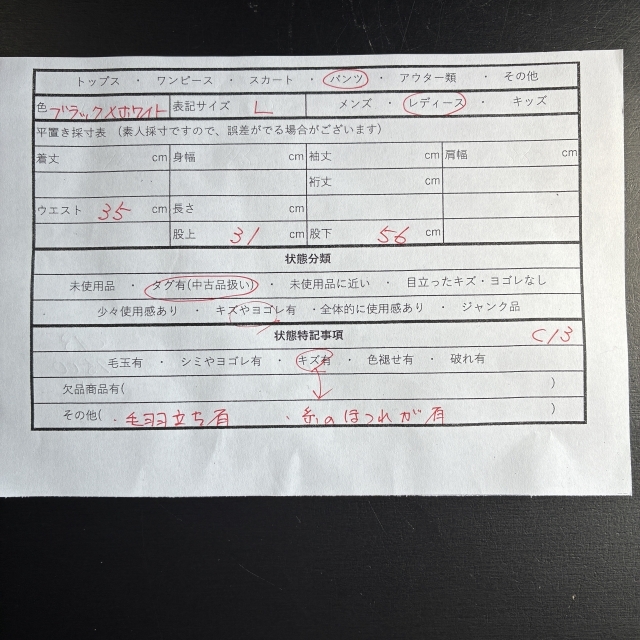 トップス ・ ワンピース ・ スカート ・ パンツ ・ アウター類 ・ その他
色 ブラック×ホワイト 表記サイズ L メンズ ・ レディース ・ キッズ
平置き採寸表 （素人採寸ですので、誤差がでる場合がございます）
着丈 cm 身幅 cm 袖丈 cm 肩幅 cm
裄丈 cm
ウエスト 35 cm 長さ cm
股上 31 cm 股下 56 cm
状態分類
未使用品 ・ タグ有(中古品扱い) ・ 未使用品に近い ・ 目立ったキズ・ヨゴレなし
少々使用感あり ・ キズやヨゴレ有 ・全体的に使用感あり ・ ジャンク品
状態特記事項 C13
毛玉有 ・ シミやヨゴレ有 ・ キズ有 ・ 色褪せ有 ・ 破れ有
欠品商品有( )
その他( ・毛羽立ち有 ・糸のほつれが有 )